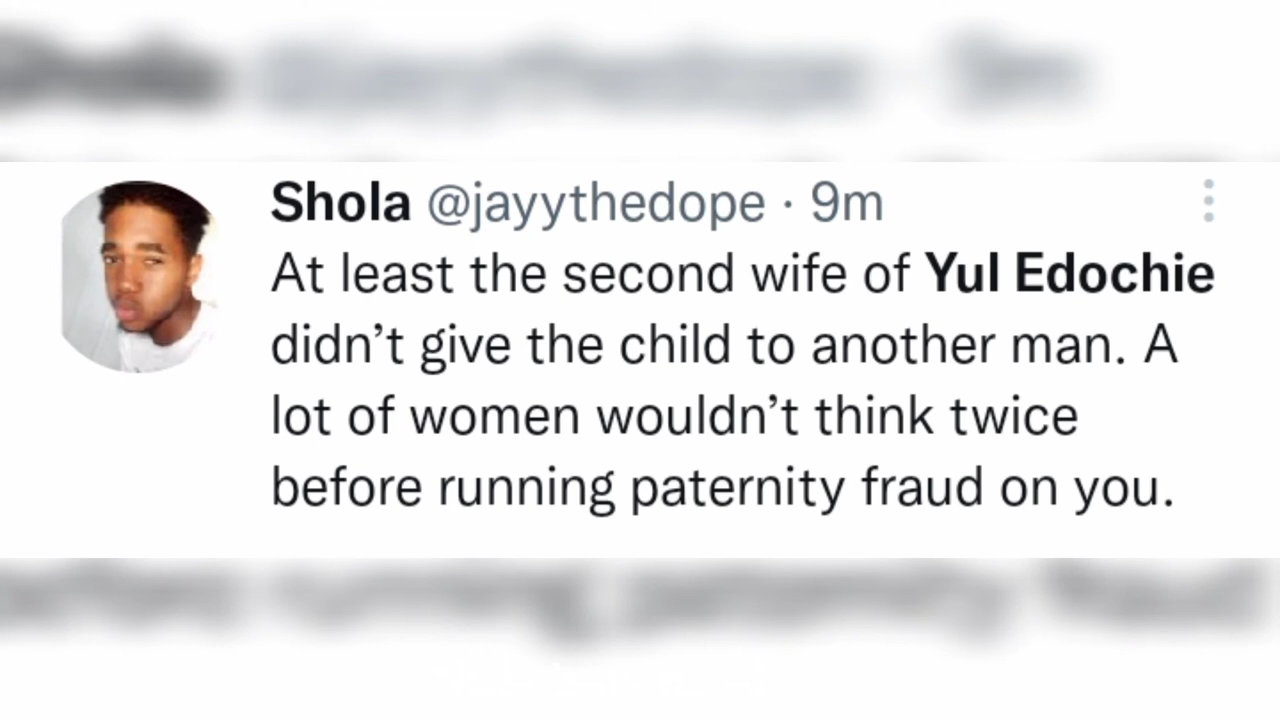 Shola @jayythedope · 9m
At least the second wife of Yul Edochie
didn’t give the child to another man. A
lot of women wouldn’t think twice
before running paternity fraud on you.